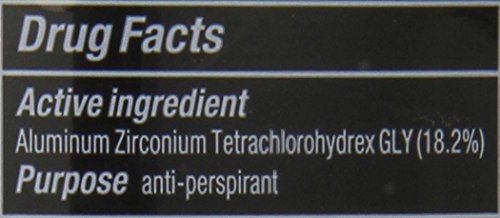 Drug Facts
Active ingredient
Aluminum Zirconium Tetrachlorohydrex GLY (18.2%)
Purpose anti-perspirant